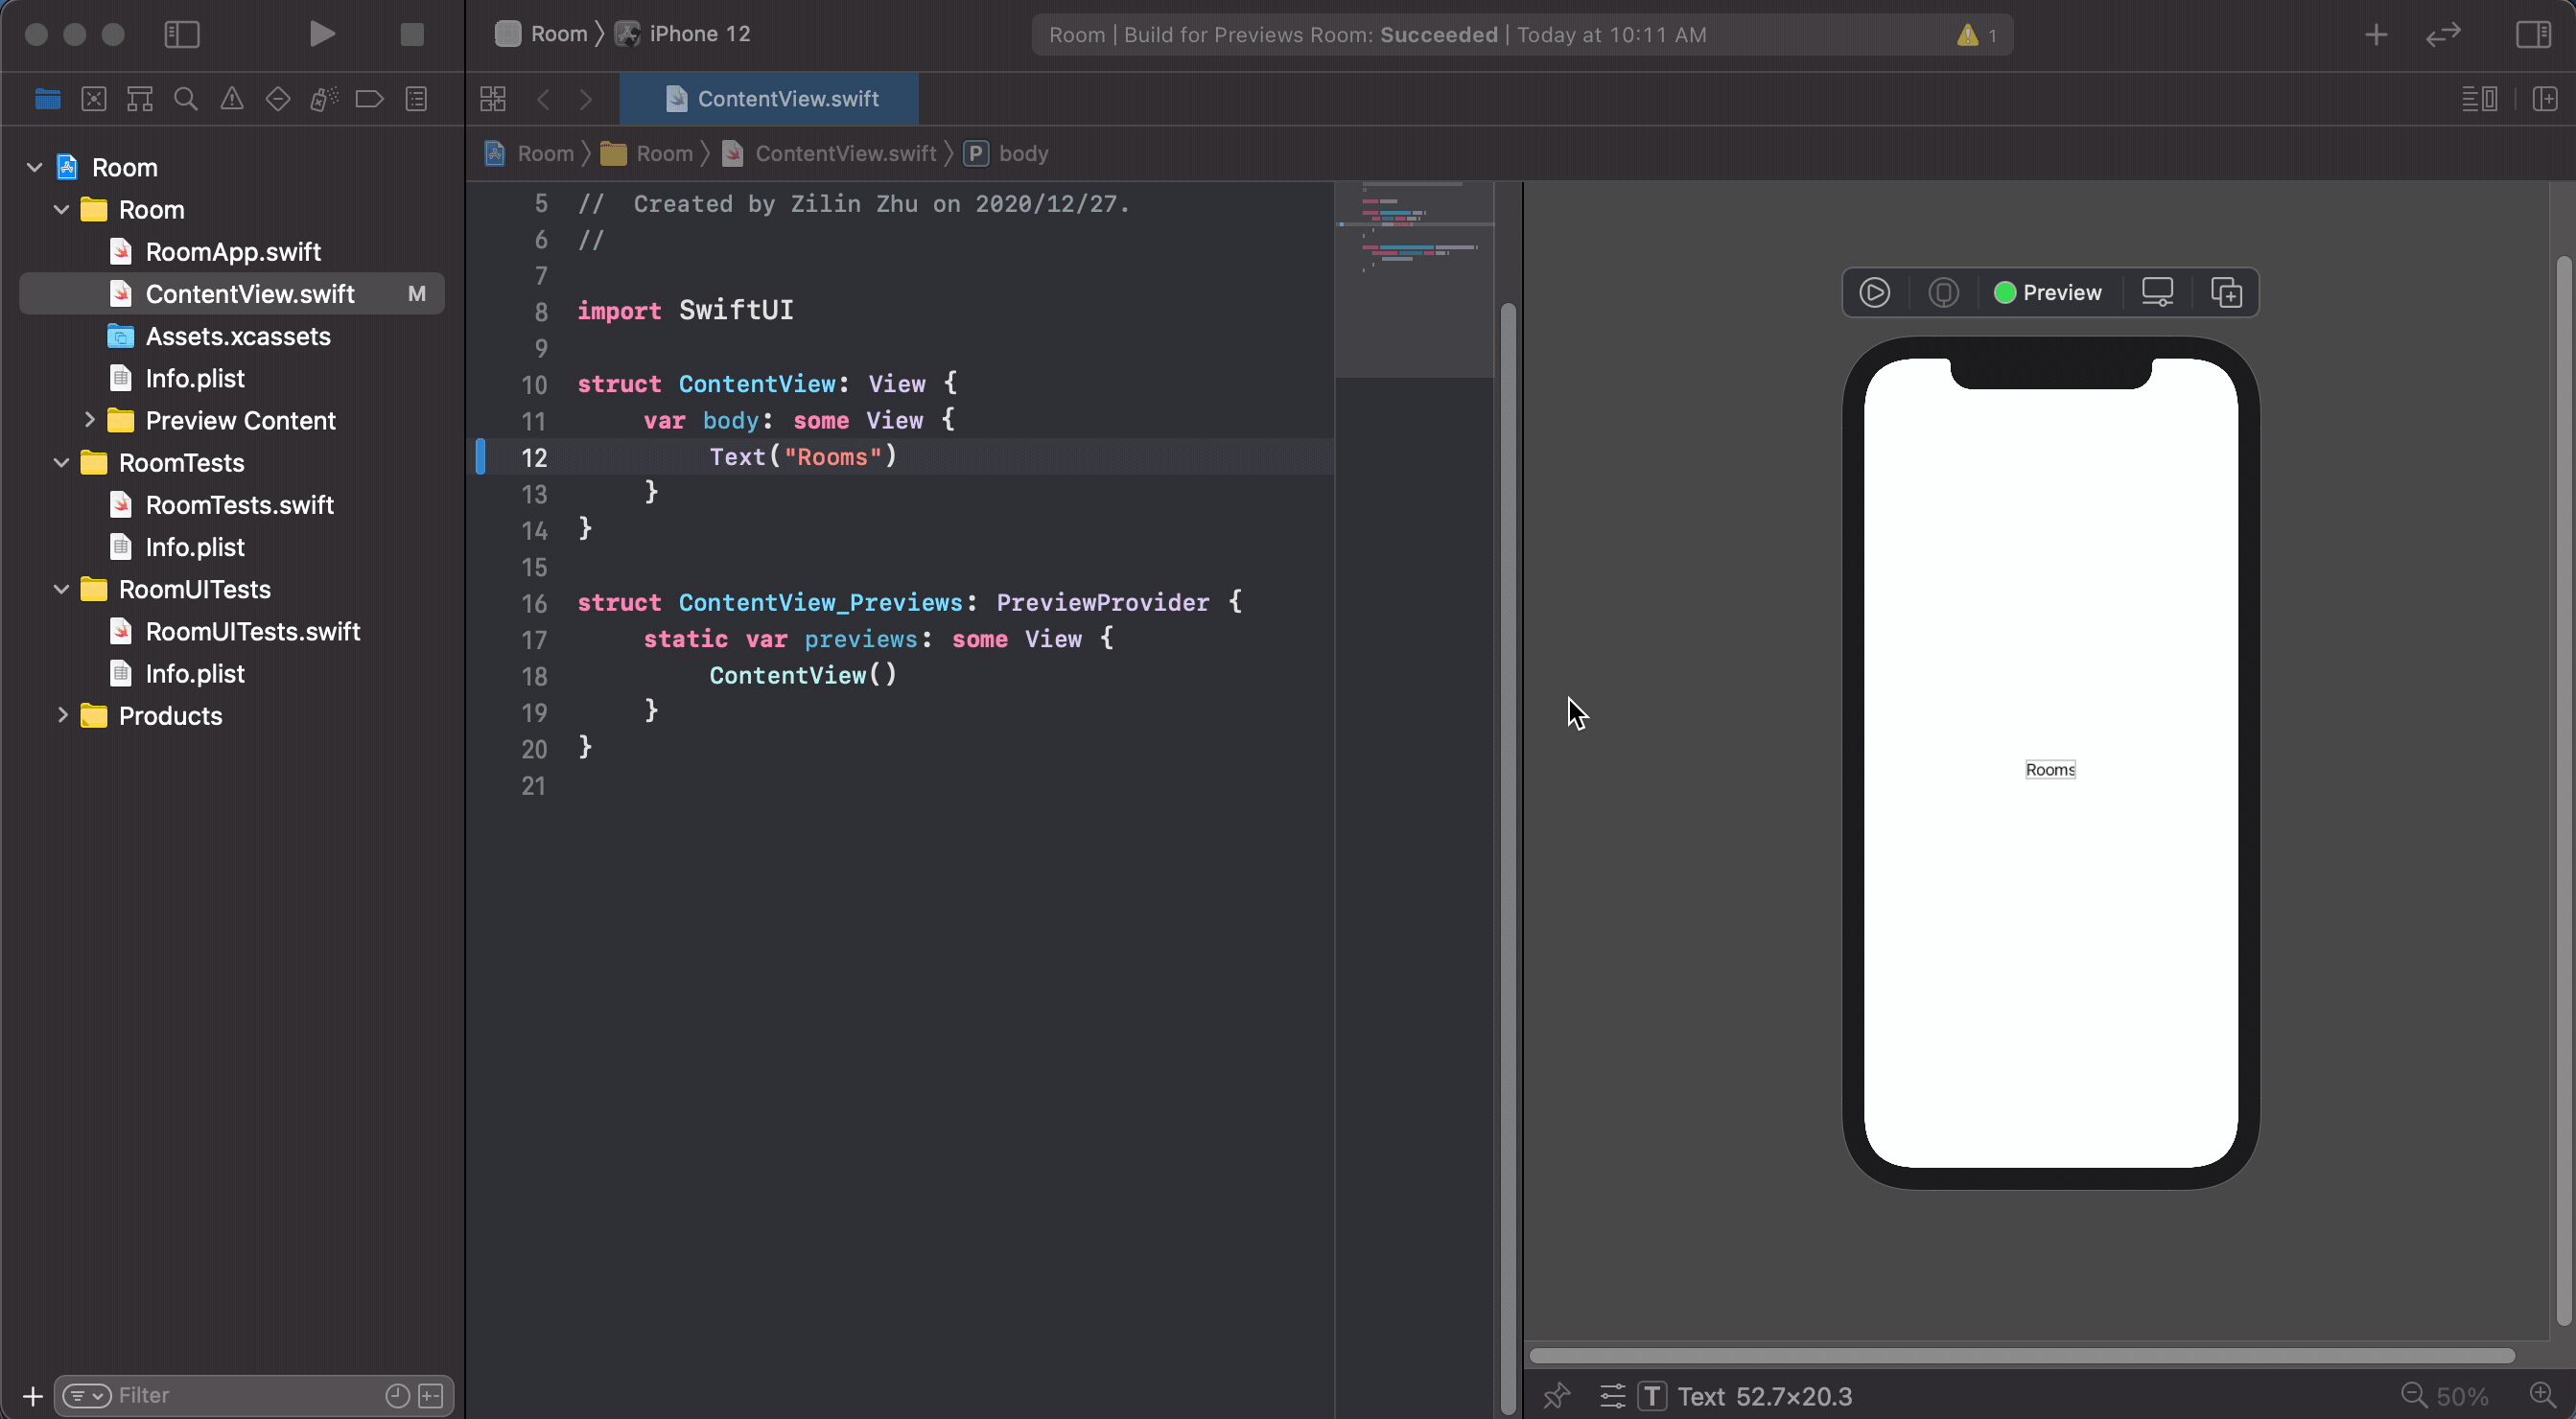 Room 〉 iPhone 12
Room | Build for Previews Room: Succeeded | Today at 10:11 AM
1
ContentView.swift
Room 〉 Room 〉 ContentView.swift 〉 P body
Room
Room
RoomApp.swift
ContentView.swift M
Assets.xcassets
Info.plist
Preview Content
RoomTests
RoomTests.swift
Info.plist
RoomUITests
RoomUITests.swift
Info.plist
Products
Filter
5 //  Created by Zilin Zhu on 2020/12/27.
6 //
7
8 import SwiftUI
9
10 struct ContentView: View {
11     var body: some View {
12         Text("Rooms")
13     }
14 }
15
16 struct ContentView_Previews: PreviewProvider {
17     static var previews: some View {
18         ContentView()
19     }
20 }
21
Preview
Rooms
T Text 52.7×20.3
50%